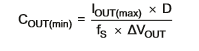 C_OUT(min) = I_OUT(max) × D / f_S × ΔV_OUT